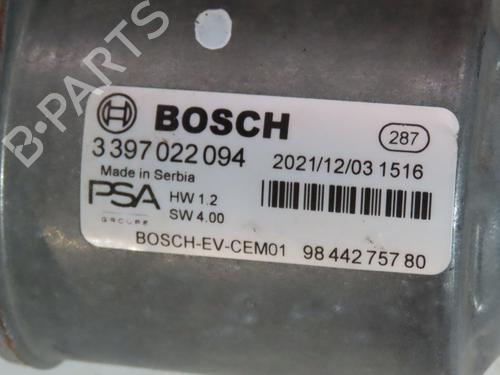 B-PARTS
BOSCH
287
3 397 022 094
2021/12/03 1516
Made in Serbia
PSA
GROUPE
HW 1.2
SW 4.00
BOSCH-EV-CEM01 98 442 757 80